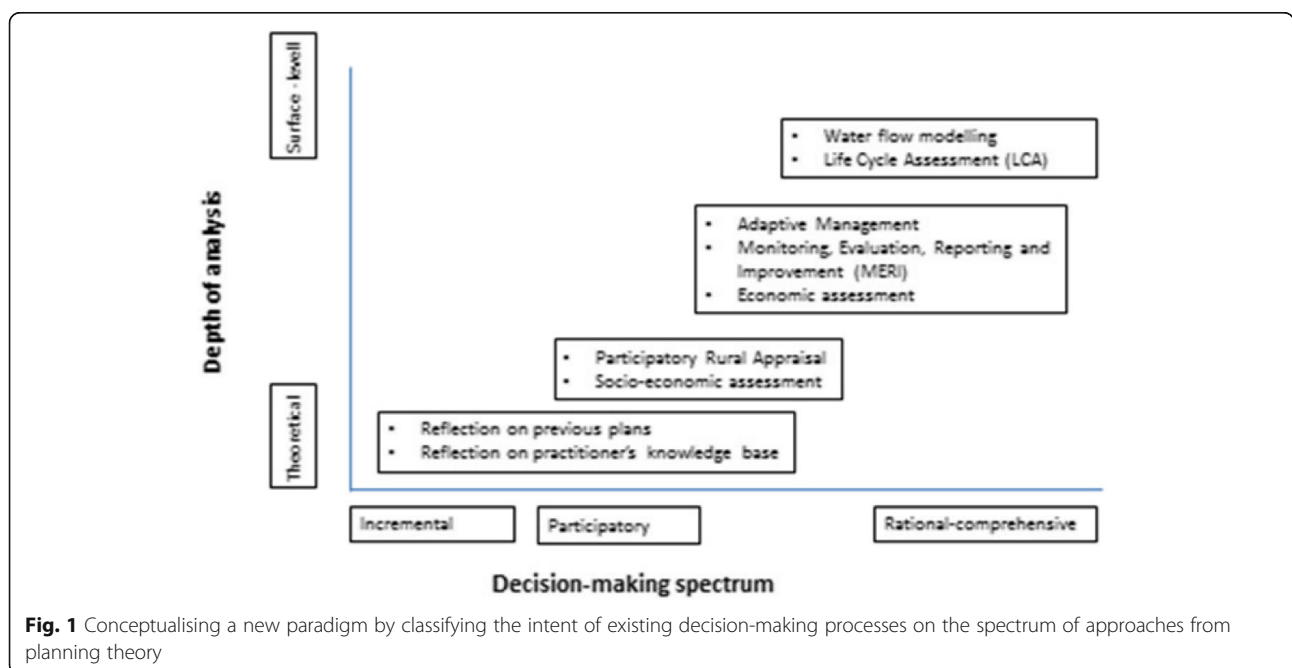 Surface - levell
Depth of analysis
Theoretical
• Water flow modelling
• Life Cycle Assessment (LCA)
• Adaptive Management
• Monitoring, Evaluation, Reporting and
Improvement (MERI)
• Economic assessment
• Participatory Rural Appraisal
• Socio-economic assessment
• Reflection on previous plans
• Reflection on practitioner's knowledge base
Incremental
Participatory
Rational-comprehensive
Decision-making spectrum
Fig. 1 Conceptualising a new paradigm by classifying the intent of existing decision-making processes on the spectrum of approaches from
planning theory